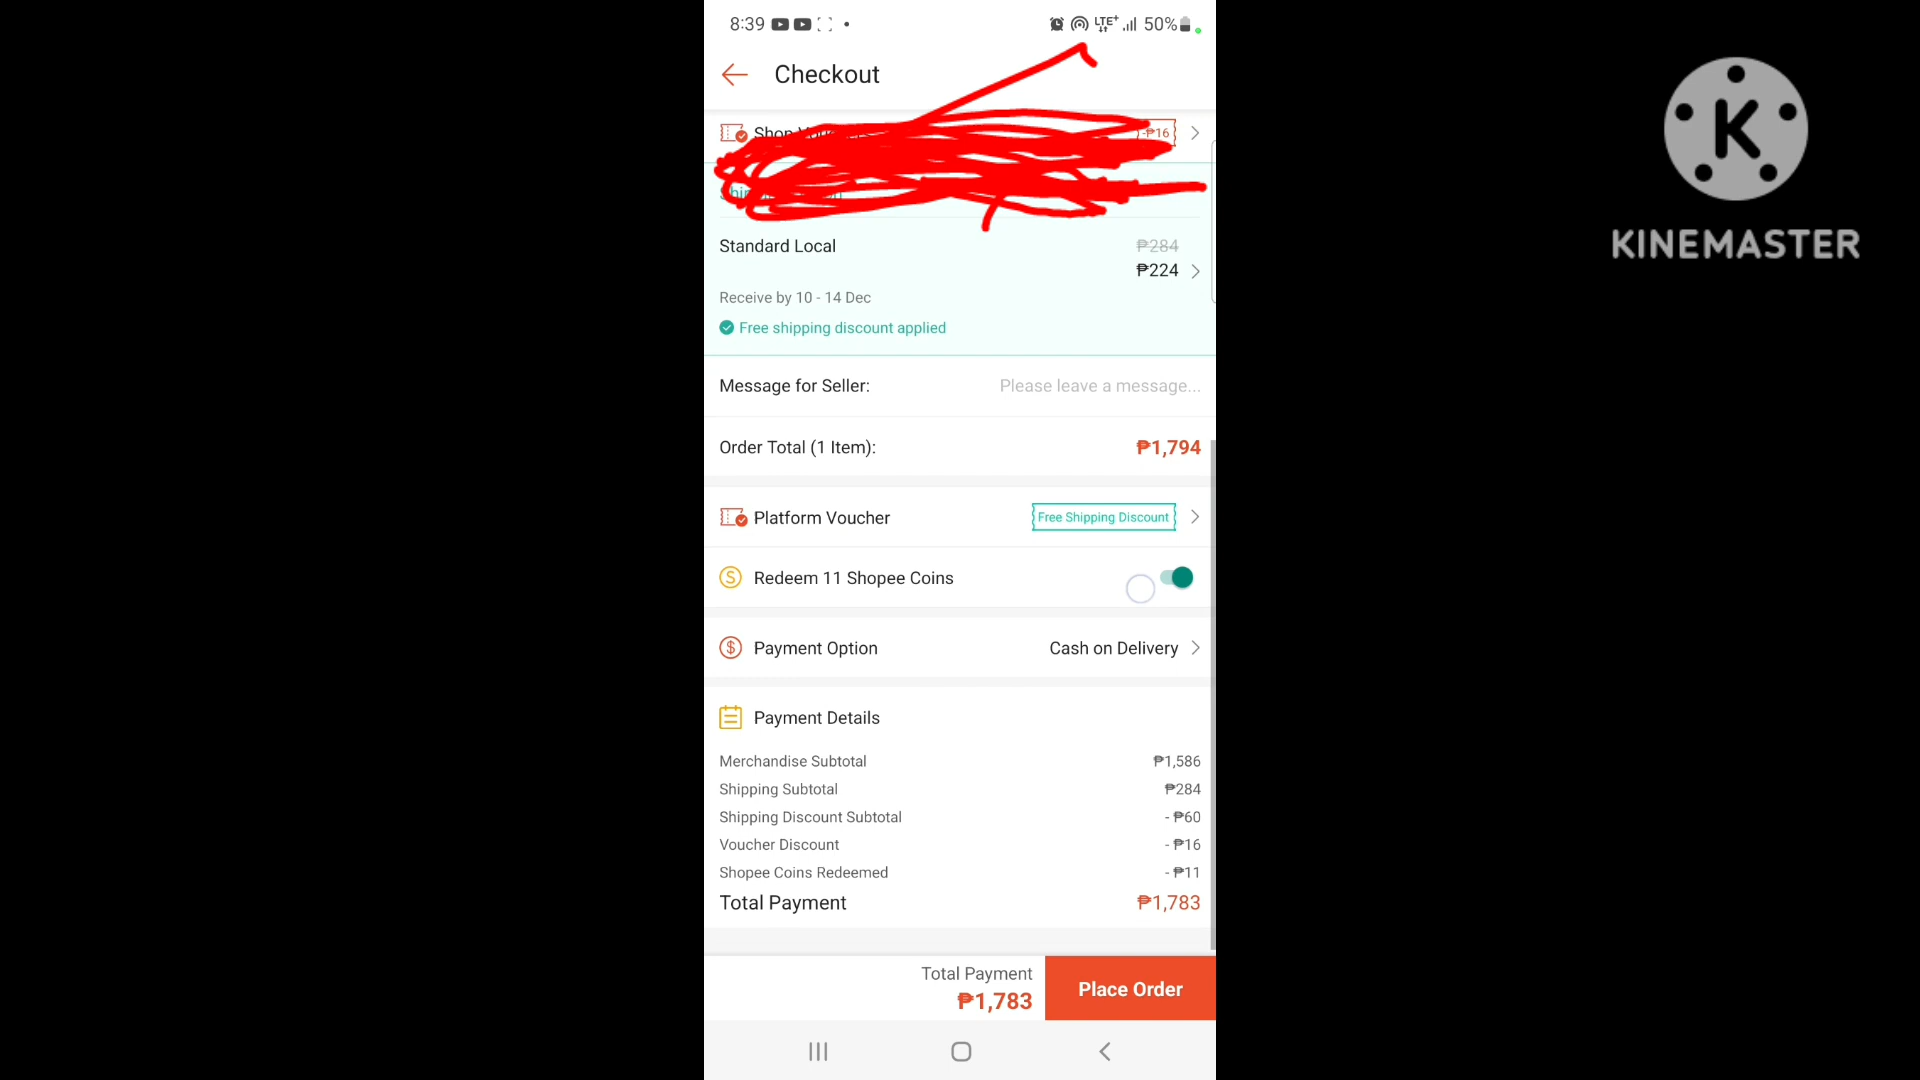 8:39
LTE+ 50%
Checkout
Shop
-₱16
Standard Local
₱284
₱224
Receive by 10 - 14 Dec
Free shipping discount applied
Message for Seller: Please leave a message...
Order Total (1 Item): ₱1,794
Platform Voucher Free Shipping Discount
Redeem 11 Shopee Coins
Payment Option Cash on Delivery
Payment Details
Merchandise Subtotal ₱1,586
Shipping Subtotal ₱284
Shipping Discount Subtotal - ₱60
Voucher Discount - ₱16
Shopee Coins Redeemed - ₱11
Total Payment ₱1,783
Total Payment
₱1,783
Place Order
K
KINEMASTER